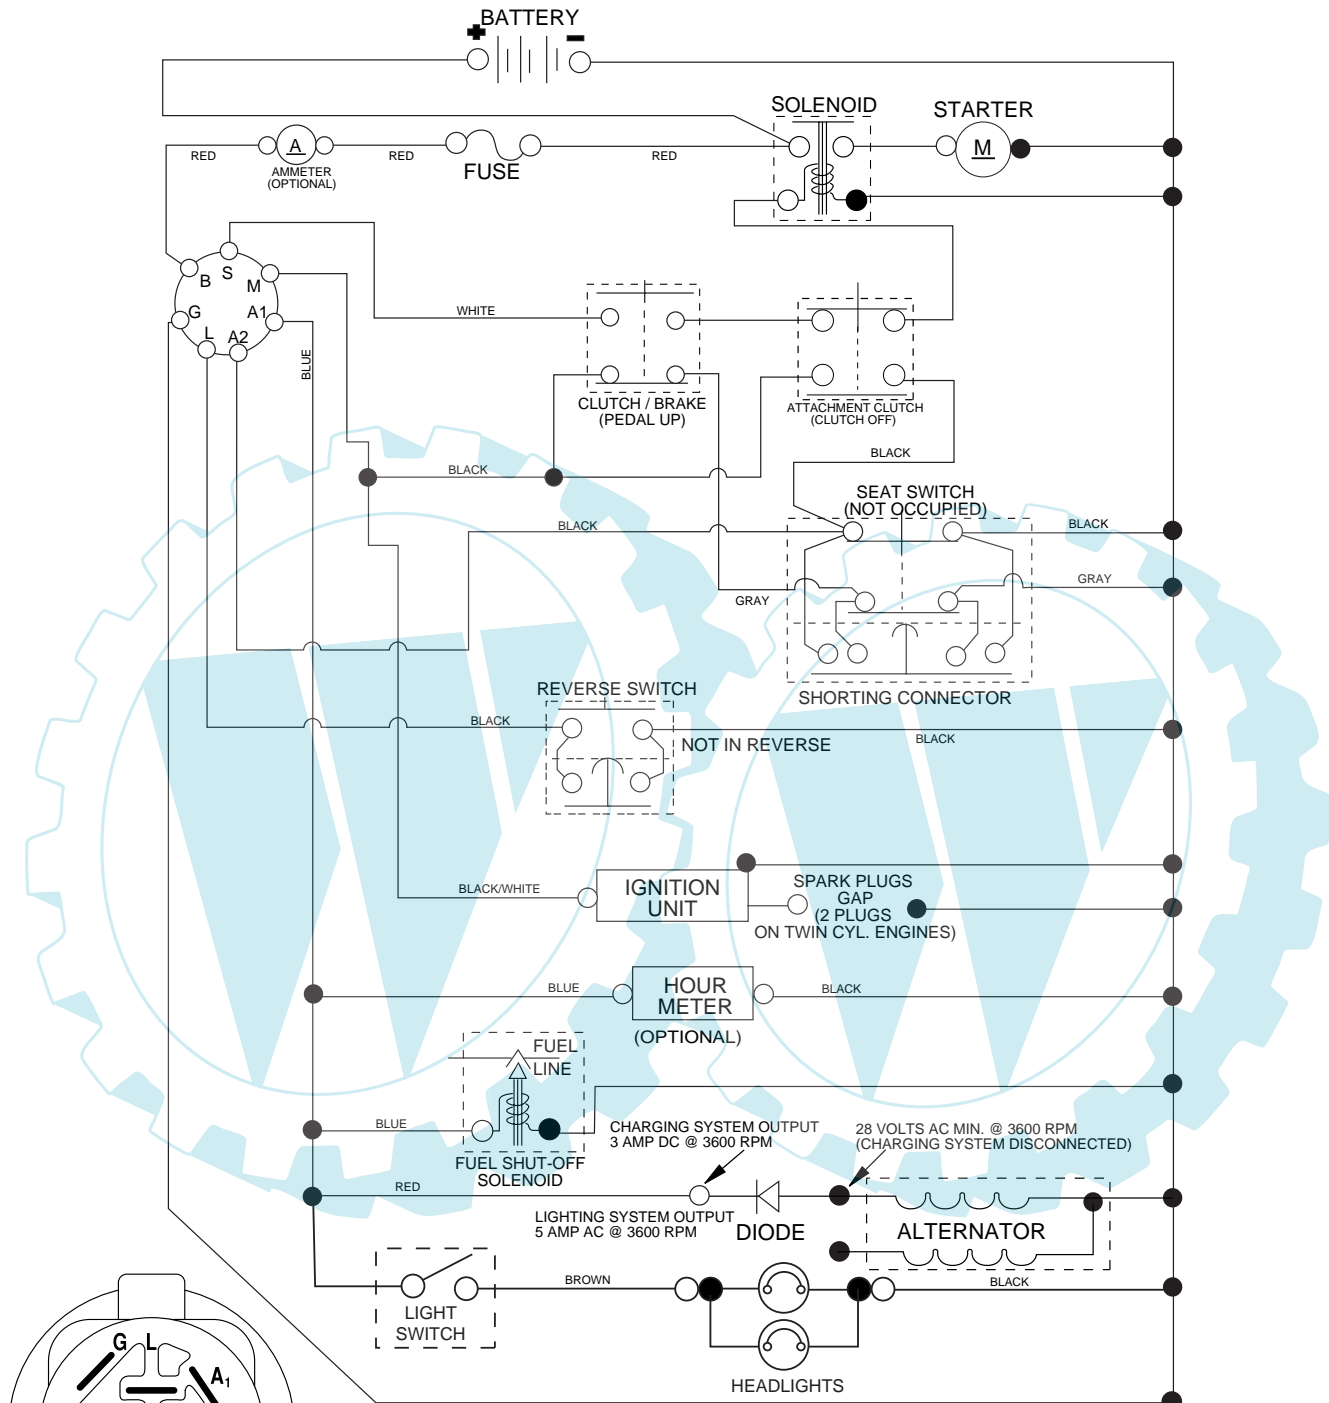 BATTERY
SOLENOID
STARTER
RED
A
RED
FUSE
RED
M
AMMETER
(OPTIONAL)
B
S
M
G
A1
L
A2
BLUE
WHITE
CLUTCH / BRAKE
(PEDAL UP)
ATTACHMENT CLUTCH
(CLUTCH OFF)
BLACK
BLACK
SEAT SWITCH
(NOT OCCUPIED)
BLACK
BLACK
GRAY
GRAY
SHORTING CONNECTOR
REVERSE SWITCH
BLACK
NOT IN REVERSE
BLACK
BLACK/WHITE
IGNITION
UNIT
SPARK PLUGS
GAP
(2 PLUGS
ON TWIN CYL. ENGINES)
BLUE
HOUR
METER
BLACK
(OPTIONAL)
FUEL
LINE
BLUE
FUEL SHUT-OFF
SOLENOID
CHARGING SYSTEM OUTPUT
3 AMP DC @ 3600 RPM
28 VOLTS AC MIN. @ 3600 RPM
(CHARGING SYSTEM DISCONNECTED)
RED
LIGHTING SYSTEM OUTPUT
5 AMP AC @ 3600 RPM
DIODE
ALTERNATOR
LIGHT
SWITCH
BROWN
BLACK
HEADLIGHTS
G
L
A1